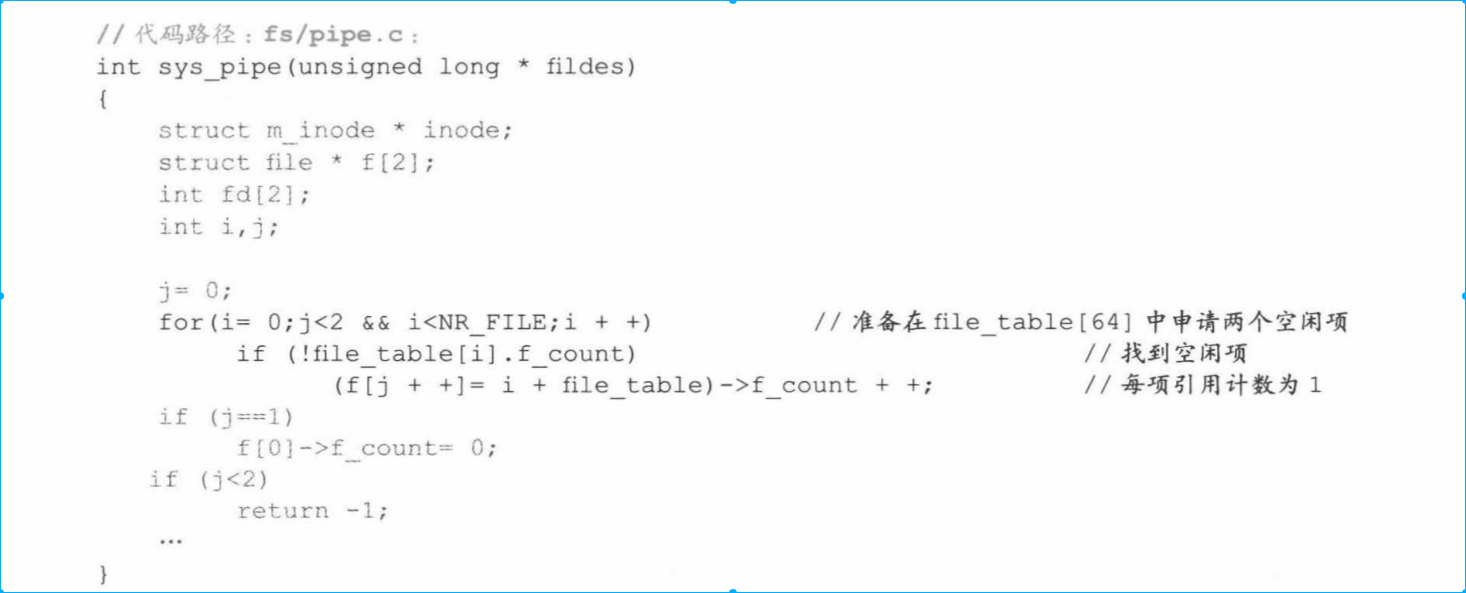 // 代码路径：fs/pipe.c：
int sys_pipe(unsigned long * fildes)
{
struct m_inode * inode;
struct file * f[2];
int fd[2];
int i,j;
j= 0;
for(i= 0;j<2 && i<NR_FILE;i + +) // 准备在file_table[64] 中申请两个空闲项
if (!file_table[i].f_count) // 找到空闲项
(f[j + +]= i + file_table)->f_count + +; // 每项引用计数为 1
if (j==1)
f[0]->f_count= 0;
if (j<2)
return -1;
…
}